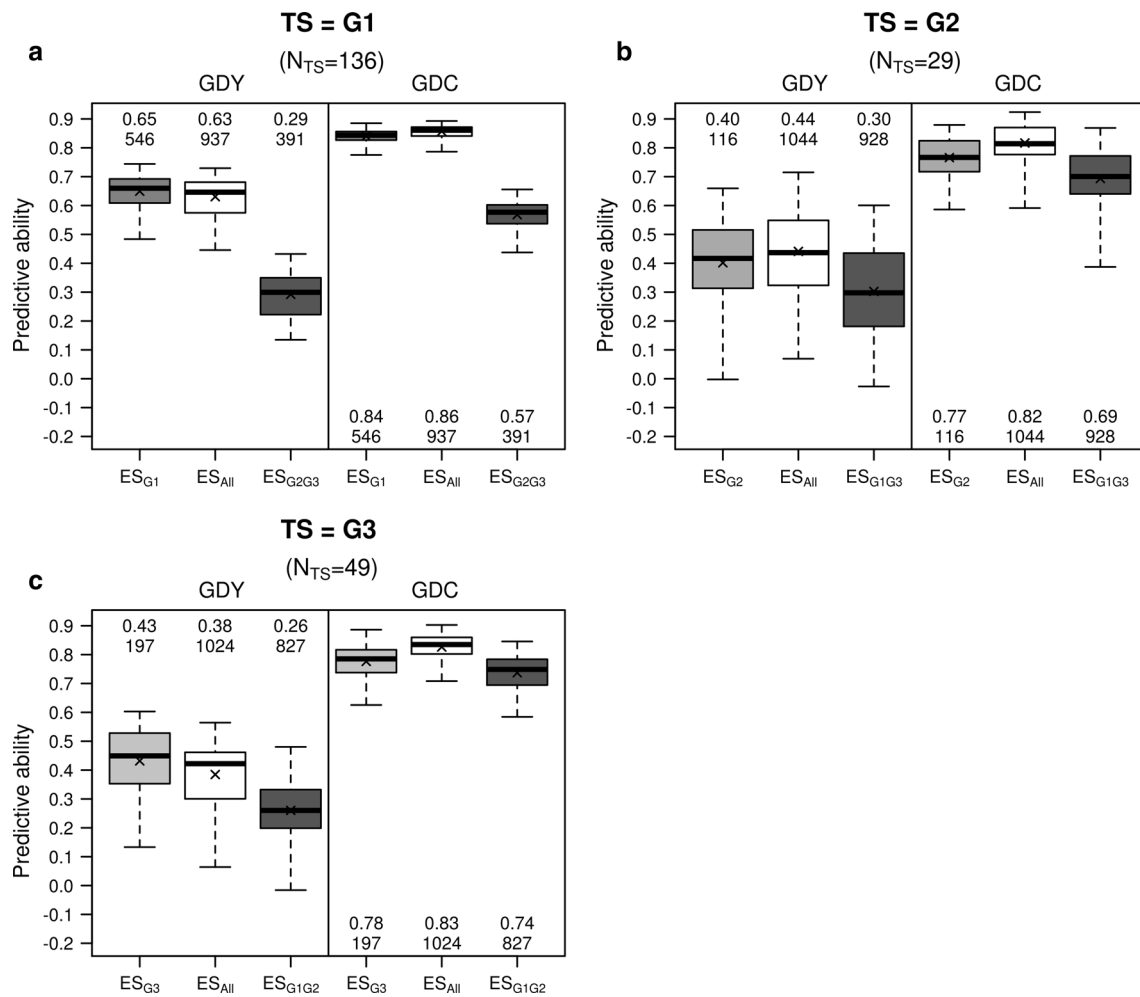 TS = G1
a
(NTS=136)
GDY GDC
0.65 0.63 0.29
546 937 391
0.9
0.8
0.7
0.6
0.5
0.4
0.3
0.2
0.1
0.0
-0.1
-0.2
Predictive ability
0.84 0.86 0.57
546 937 391
ESG1 ESAll ESG2G3 ESG1 ESAll ESG2G3
TS = G2
b
(NTS=29)
GDY GDC
0.40 0.44 0.30
116 1044 928
0.9
0.8
0.7
0.6
0.5
0.4
0.3
0.2
0.1
0.0
-0.1
-0.2
Predictive ability
0.77 0.82 0.69
116 1044 928
ESG2 ESAll ESG1G3 ESG2 ESAll ESG1G3
TS = G3
c
(NTS=49)
GDY GDC
0.43 0.38 0.26
197 1024 827
0.9
0.8
0.7
0.6
0.5
0.4
0.3
0.2
0.1
0.0
-0.1
-0.2
Predictive ability
0.78 0.83 0.74
197 1024 827
ESG3 ESAll ESG1G2 ESG3 ESAll ESG1G2